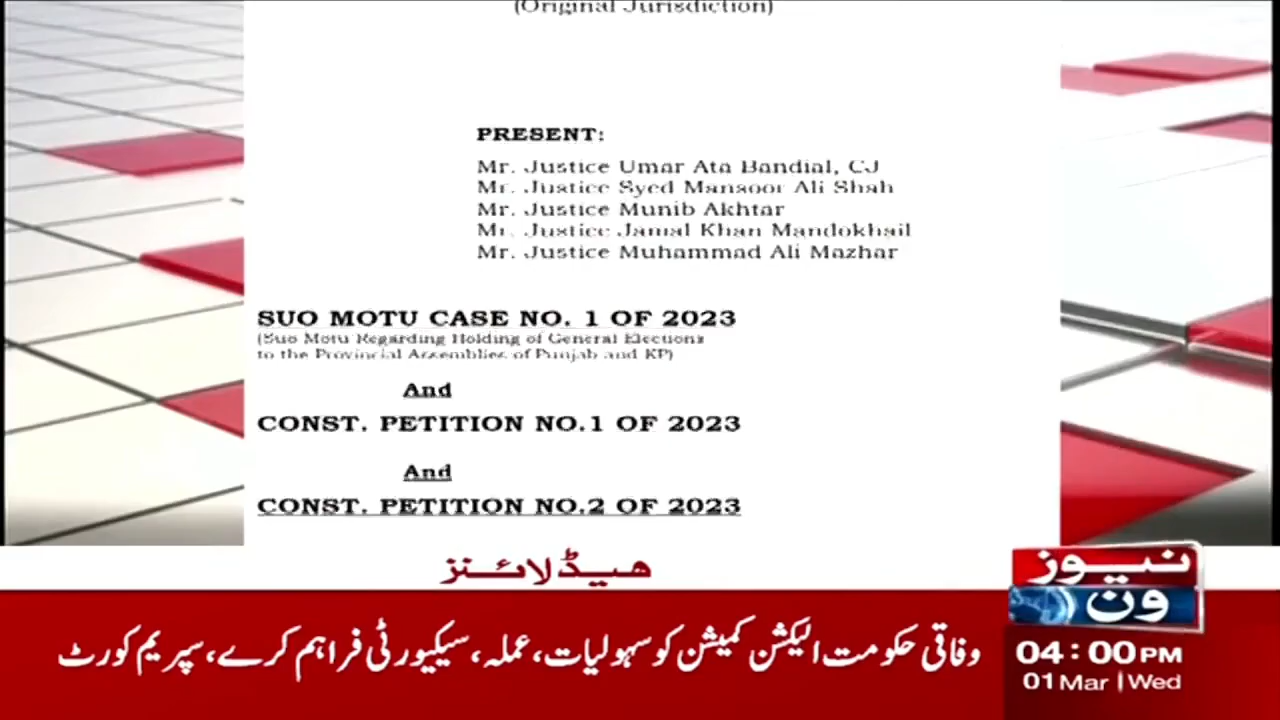 (Original Jurisdiction)
PRESENT:
Mr. Justice Umar Ata Bandial, CJ
Mr. Justice Syed Mansoor Ali Shah
Mr. Justice Munib Akhtar
Mr. Justice Jamal Khan Mandokhail
Mr. Justice Muhammad Ali Mazhar
SUO MOTU CASE NO. 1 OF 2023
(Suo Motu Regarding Holding of General Elections
to the Provincial Assemblies of Punjab and KP)
And
CONST. PETITION NO.1 OF 2023
And
CONST. PETITION NO.2 OF 2023
ھیڈلائنز
نیوز
ون
وفاقی حکومت الیکشن کمیشن کو سہولیات، عملہ، سیکیورٹی فراہم کرے، سپریم کورٹ
04:00PM
01 Mar | Wed